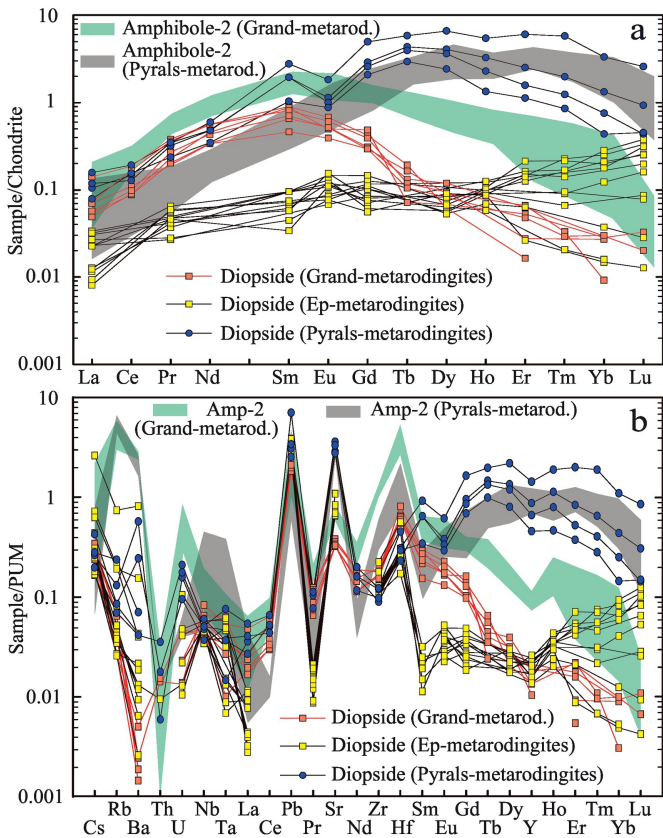 10
1
0.1
0.01
0.001
Sample/Chondrite
a
Amphibole-2 (Grand-metarod.)
Amphibole-2
(Pyrals-metarod.)
Diopside (Grand-metarodingites)
Diopside (Ep-metarodingites)
Diopside (Pyrals-metarodingites)
La Ce Pr Nd Sm Eu Gd Tb Dy Ho Er Tm Yb Lu
10
1
0.1
0.01
0.001
Sample/PUM
b
Amp-2
(Grand-metarod.)
Amp-2 (Pyrals-metarod.)
Diopside (Grand-metarod.)
Diopside (Ep-metarodingites)
Diopside (Pyrals-metarodingites)
Rb Th Nb La Pb Sr Zr Sm Gd Dy Ho Tm Lu
Cs Ba U Ta Ce Pr Nd Hf Eu Tb Y Er Yb